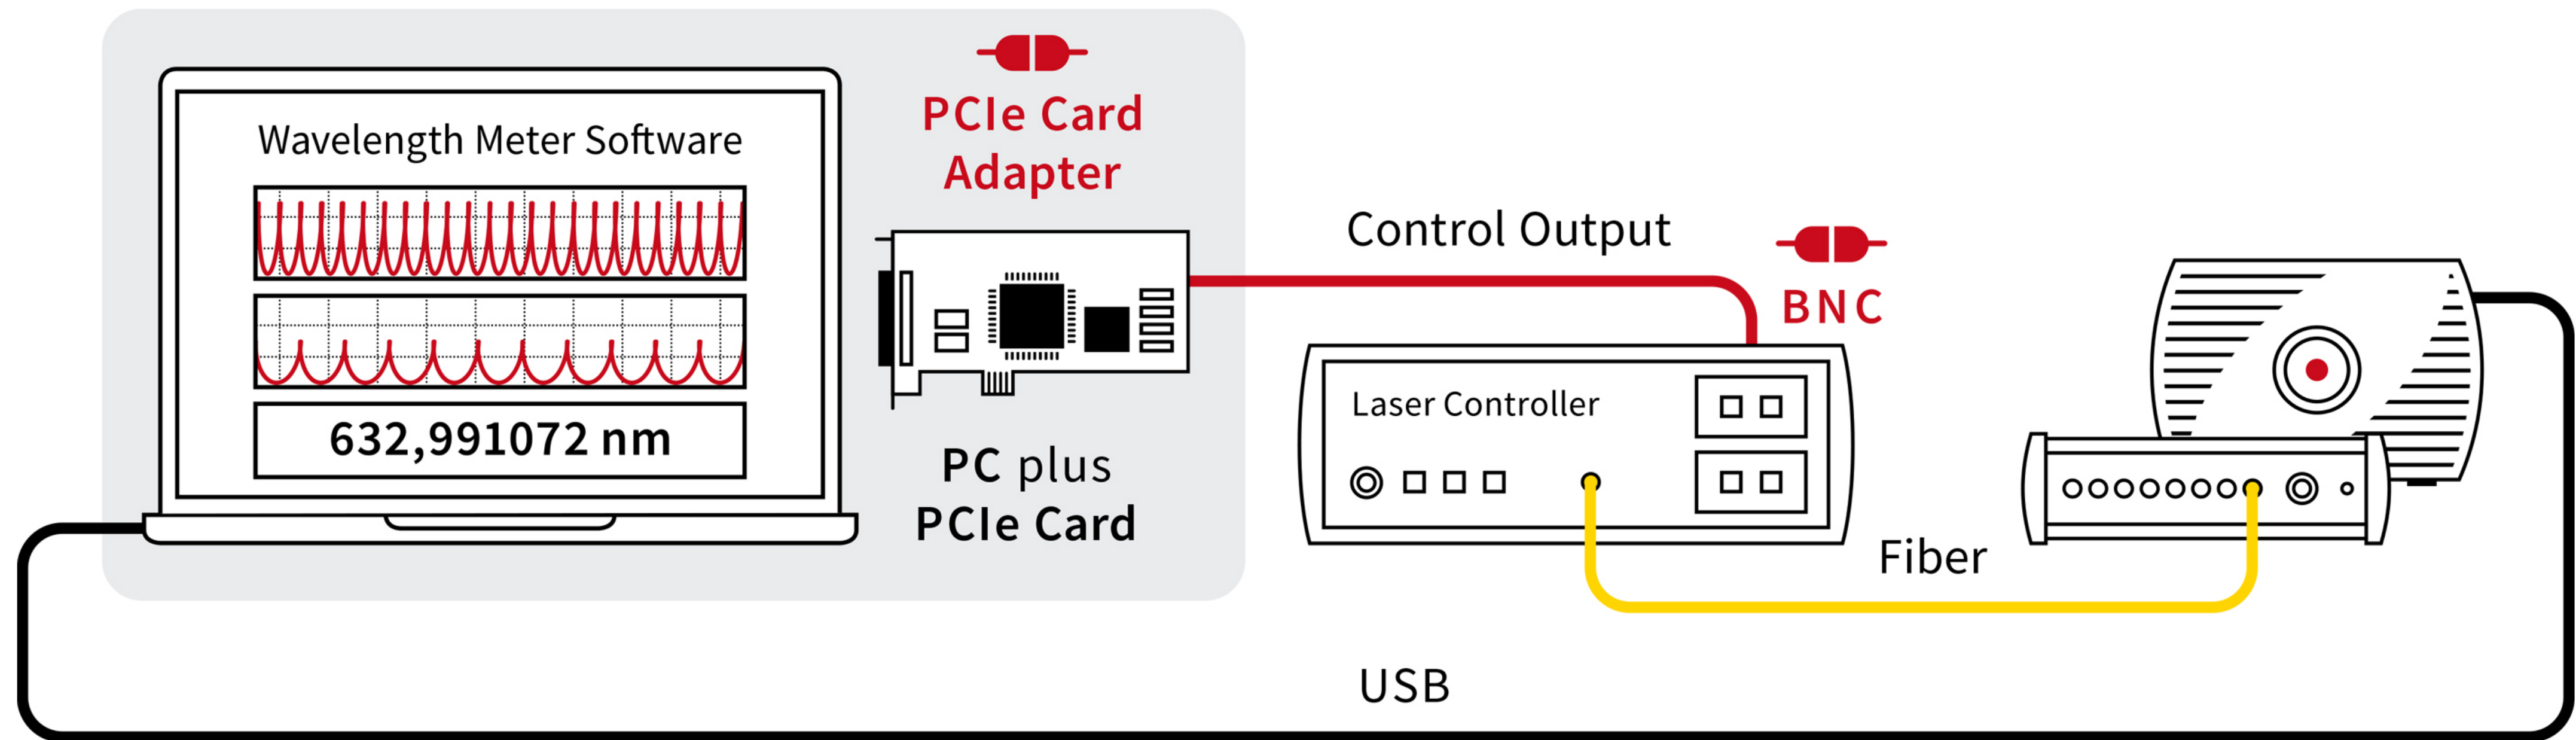 Wavelength Meter Software
632,991072 nm
PCIe Card
Adapter
PC plus
PCIe Card
Control Output
BNC
Laser Controller
Fiber
USB